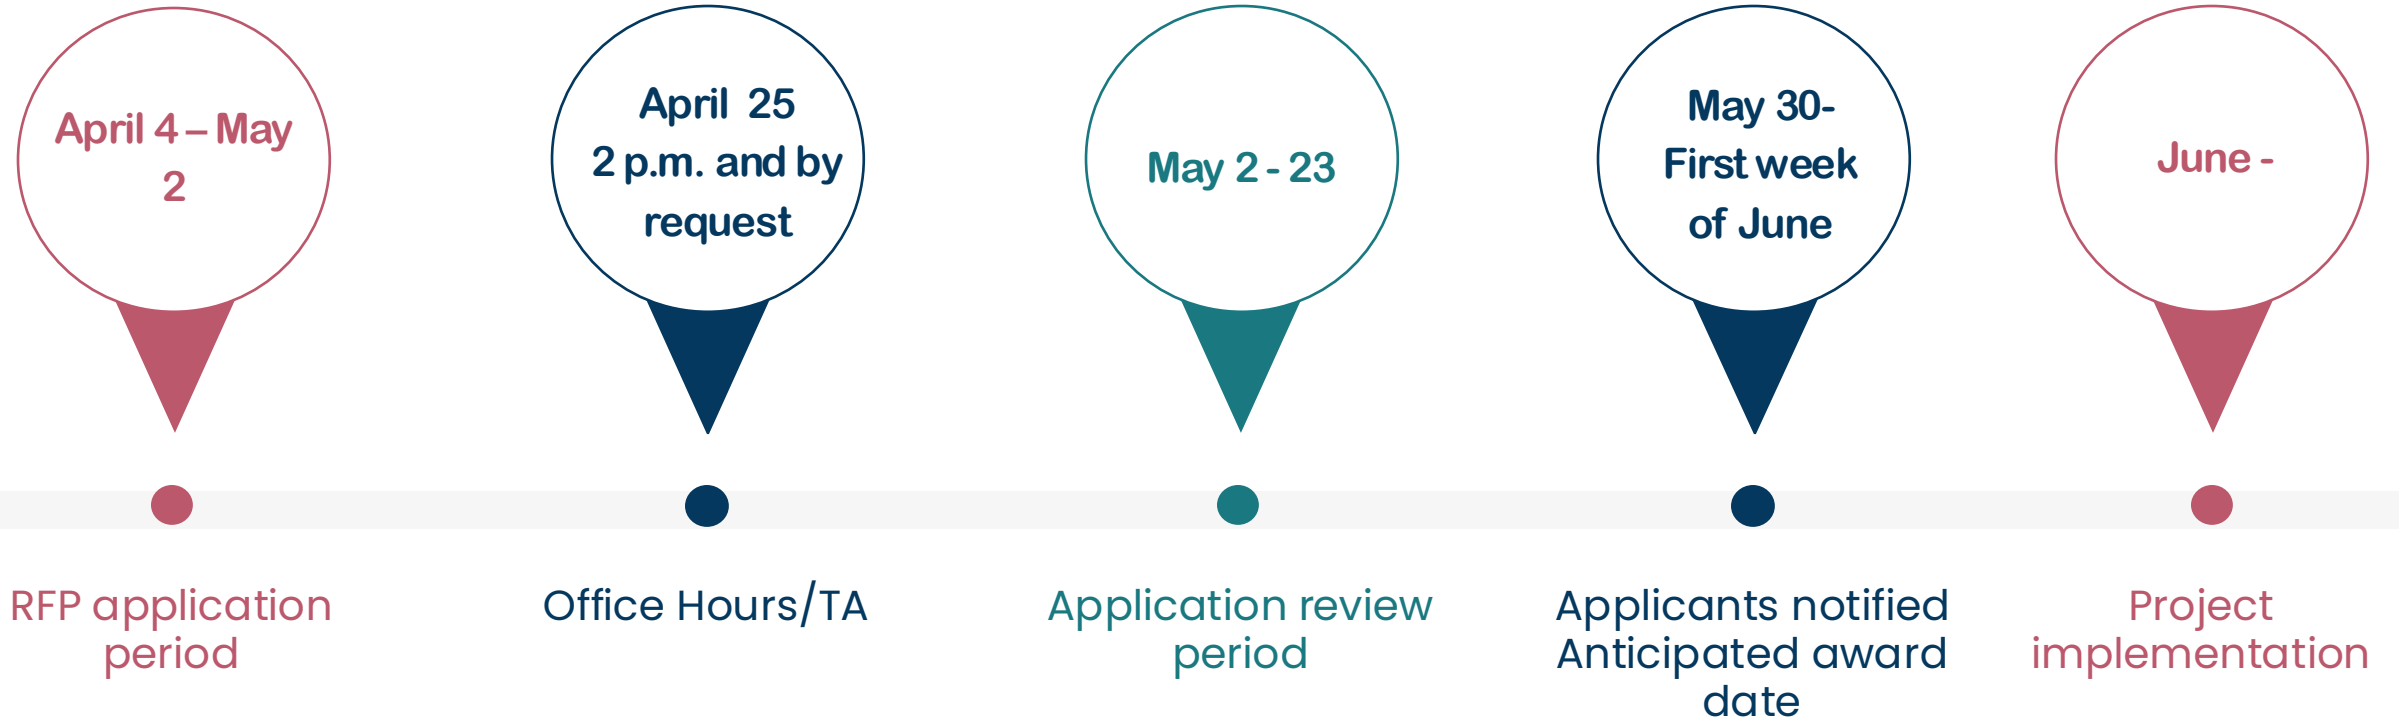 April 4 – May
2
April  25
2 p.m. and by
request
May 2 - 23
May 30-
First week
of June
June -
RFP application
period
Office Hours/TA
Application review
period
Applicants notified
Anticipated award
date
Project
implementation